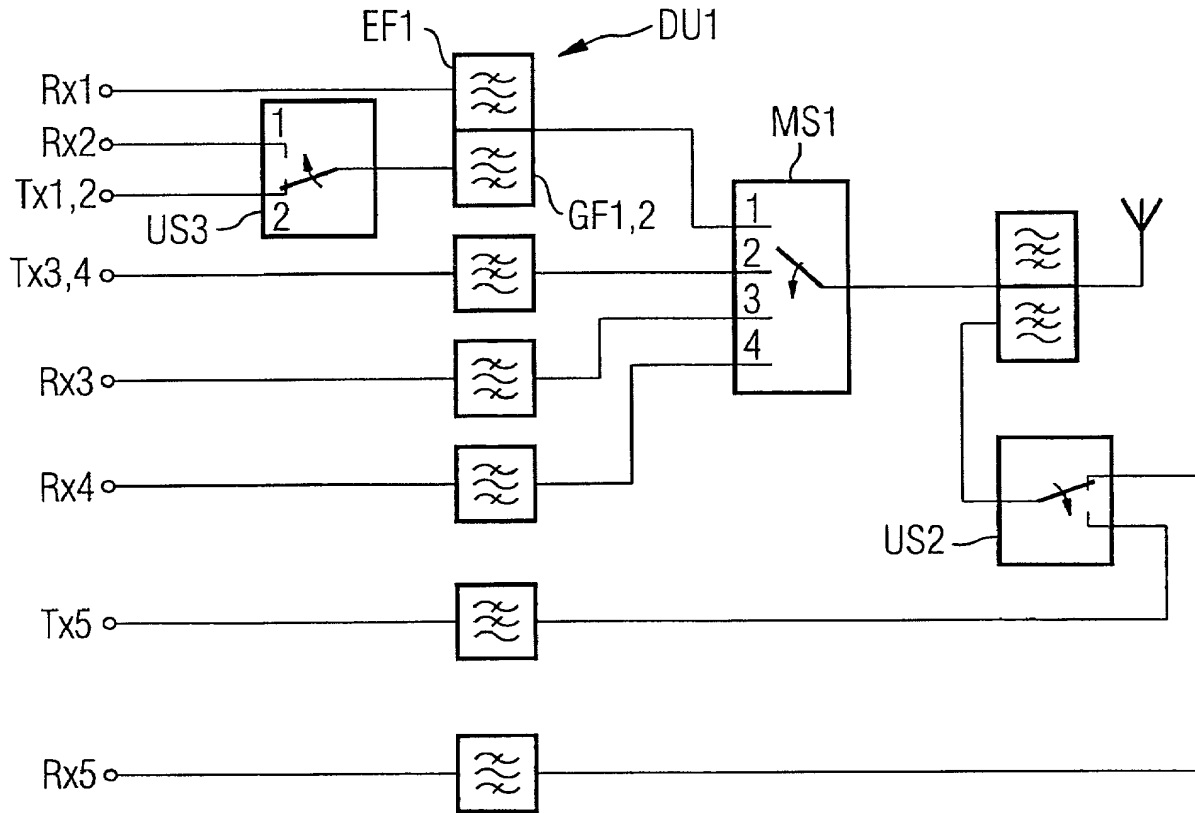 EF1
DU1
Rx1
Rx2
1
MS1
Tx1,2
2
US3
GF1,2
1
2
3
4
Tx3,4
Rx3
Rx4
US2
Tx5
Rx5